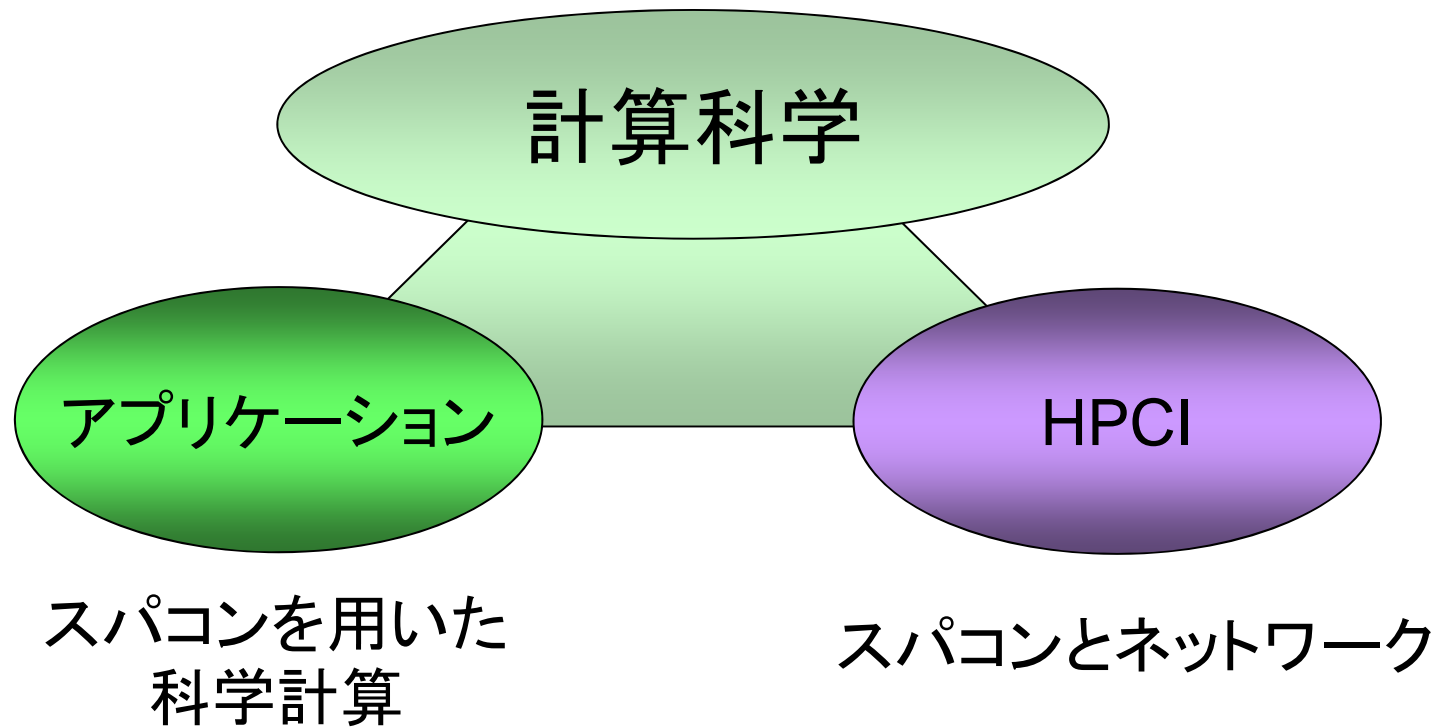 計算科学
アプリケーション
HPCI
スパコンを用いた
科学計算
スパコンとネットワーク